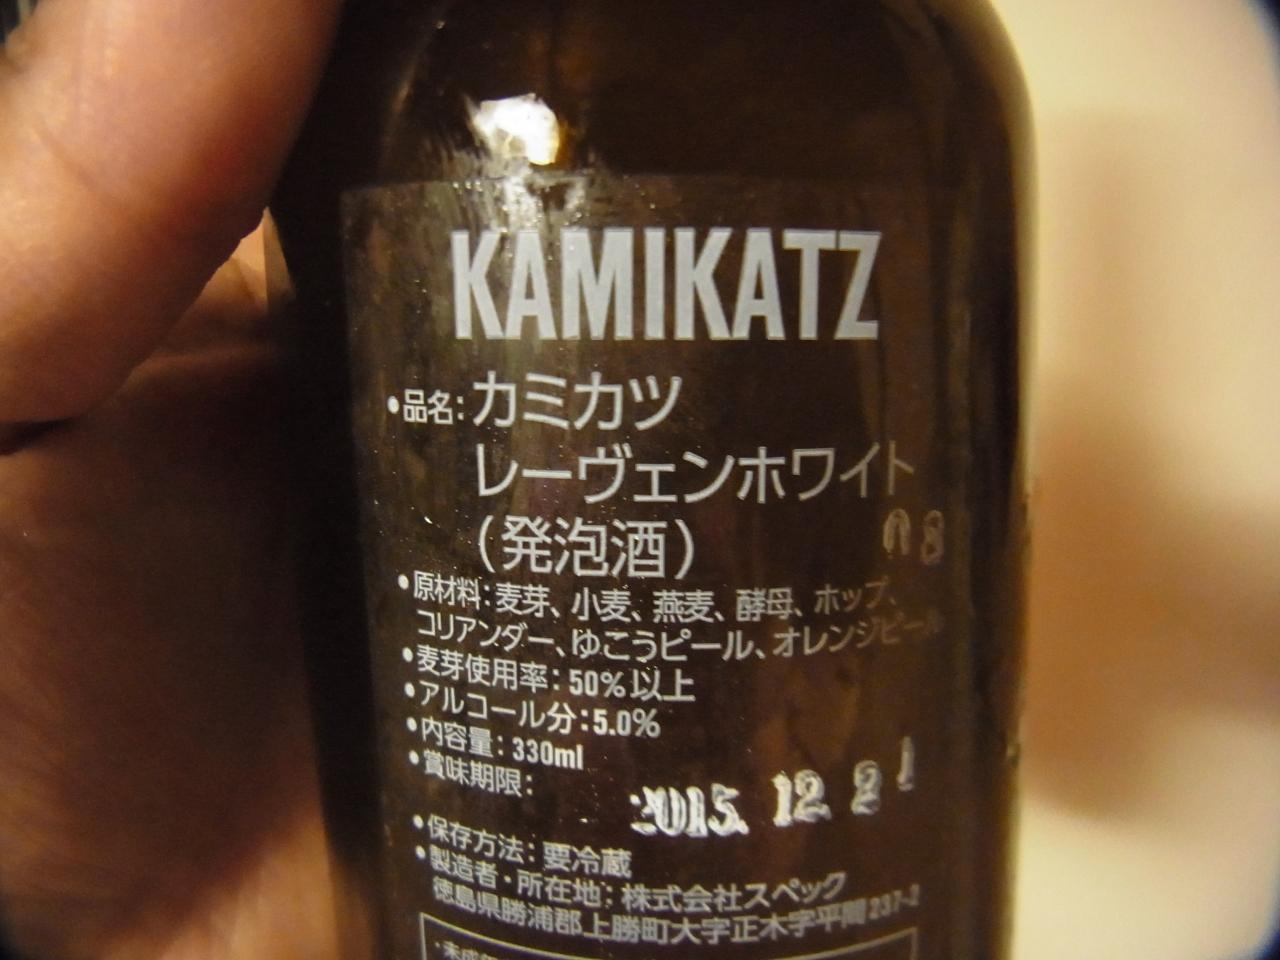 KAMIKATZ
•品名:カミカツ
レーヴェンホワイト
(発泡酒)
08
•原材料:麦芽、小麦、燕麦、酵母、ホップ、
コリアンダー、ゆこうピール、オレンジピール
•麦芽使用率:50%以上
•アルコール分:5.0%
•内容量:330ml
•賞味期限:
2015. 12. 21
•保存方法:要冷蔵
•製造者・所在地:株式会社スペック
徳島県勝浦郡上勝町大字正木字平間237-2